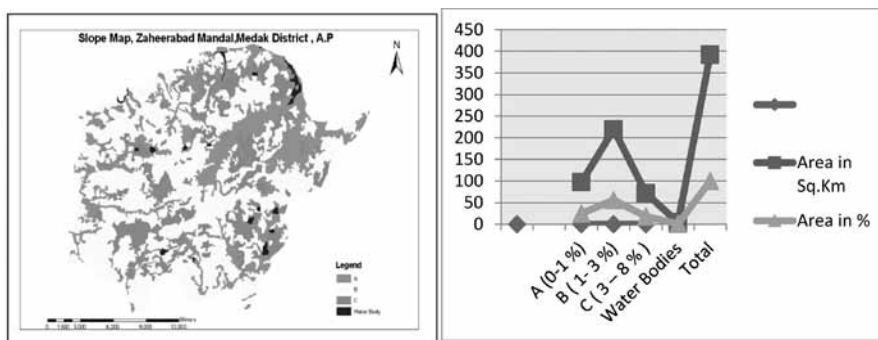 Slope Map, Zaheerabad Mandal,Medak District , A.P
N
Legend
A
B
C
Water Body
450
400
350
300
250
200
150
100
50
0
A (0-1 %)
B ( 1- 3 %)
C ( 3 – 8 % )
Water Bodies
Total
Area in
Sq.Km
Area in %